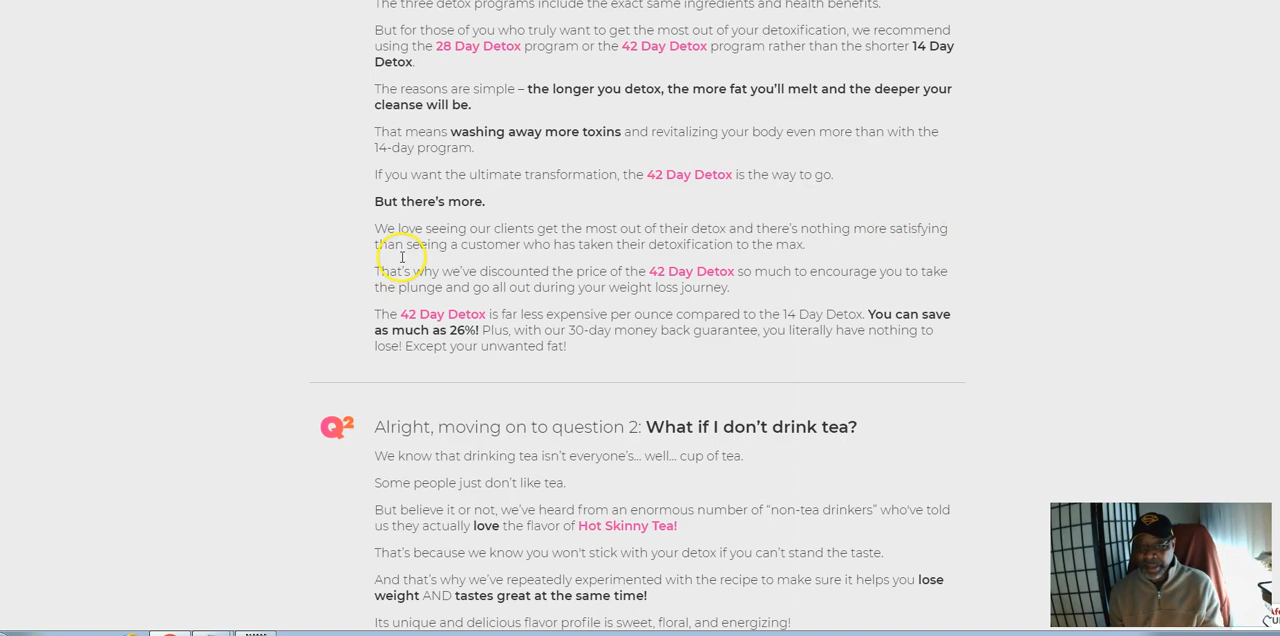 The three detox programs include the exact same ingredients and health benefits.
But for those of you who truly want to get the most out of your detoxification, we recommend
using the 28 Day Detox program or the 42 Day Detox program rather than the shorter 14 Day
Detox.
The reasons are simple – the longer you detox, the more fat you'll melt and the deeper your
cleanse will be.
That means washing away more toxins and revitalizing your body even more than with the
14-day program.
If you want the ultimate transformation, the 42 Day Detox is the way to go.
But there's more.
We love seeing our clients get the most out of their detox and there's nothing more satisfying
than seeing a customer who has taken their detoxification to the max.
That's why we've discounted the price of the 42 Day Detox so much to encourage you to take
the plunge and go all out during your weight loss journey.
The 42 Day Detox is far less expensive per ounce compared to the 14 Day Detox. You can save
as much as 26%! Plus, with our 30-day money back guarantee, you literally have nothing to
lose! Except your unwanted fat!
Q2 Alright, moving on to question 2: What if I don't drink tea?
We know that drinking tea isn't everyone's... well... cup of tea.
Some people just don't like tea.
But believe it or not, we've heard from an enormous number of “non-tea drinkers” who've told
us they actually love the flavor of Hot Skinny Tea!
That's because we know you won't stick with your detox if you can't stand the taste.
And that's why we've repeatedly experimented with the recipe to make sure it helps you lose
weight AND tastes great at the same time!
Its unique and delicious flavor profile is sweet, floral, and energizing!